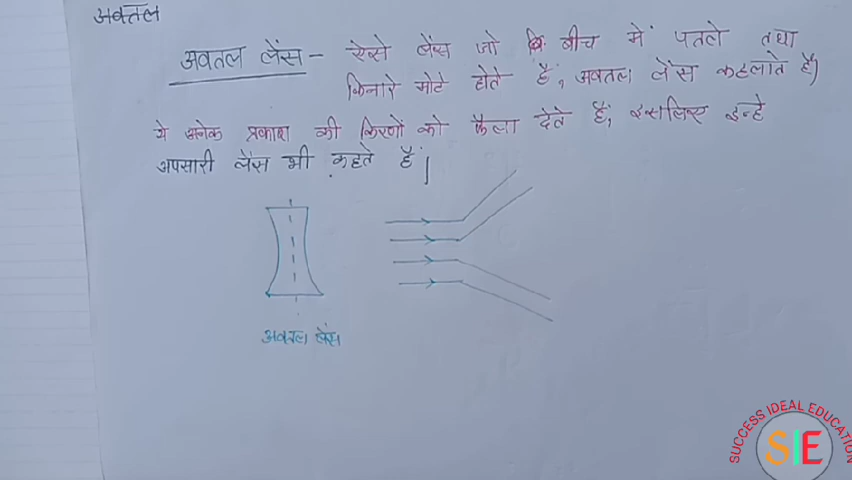 अवतल
अवतल लेंस - ऐसे लेंस जो बीच में पतले तथा
किनारे मोटे होते हैं, अवतल लेंस कहलाते हैं।
ये अनेक प्रकाश की किरणों को फैला देते हैं, इसलिए इन्हे
अपसारी लेंस भी कहते हैं।
अवतल लेंस
SUCCESS IDEAL EDUCATION
SIE